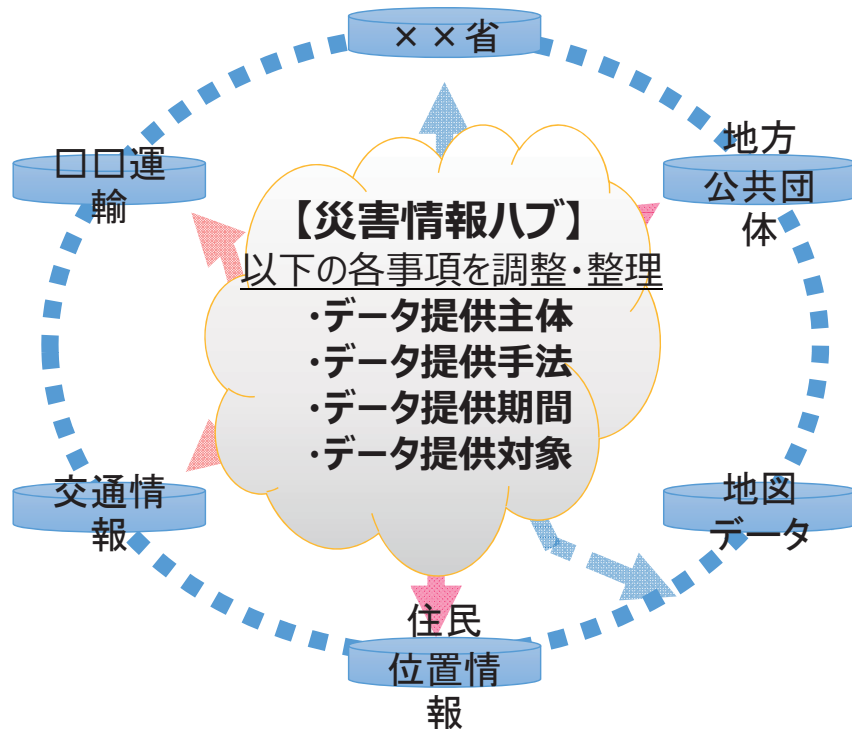 ××省
□□運
輸
地方
公共団
体
【災害情報ハブ】
以下の各事項を調整・整理
・データ提供主体
・データ提供手法
・データ提供期間
・データ提供対象
交通情
報
地図
データ
住民
位置情
報